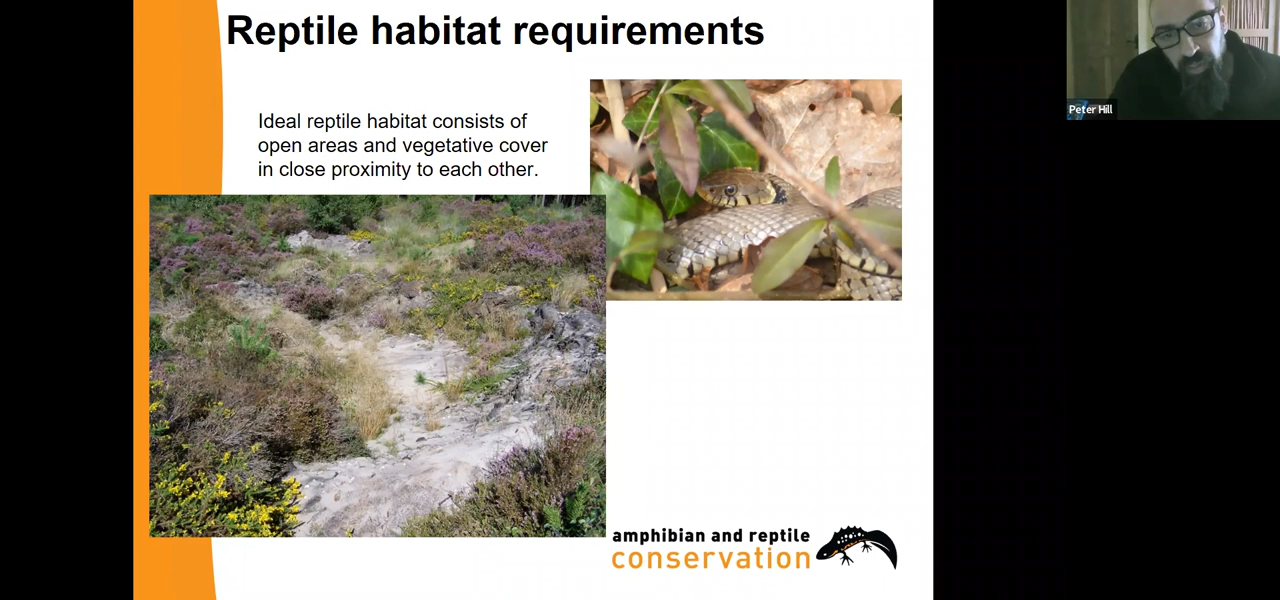 Reptile habitat requirements
Ideal reptile habitat consists of
open areas and vegetative cover
in close proximity to each other.
amphibian and reptile
conservation
Peter Hill